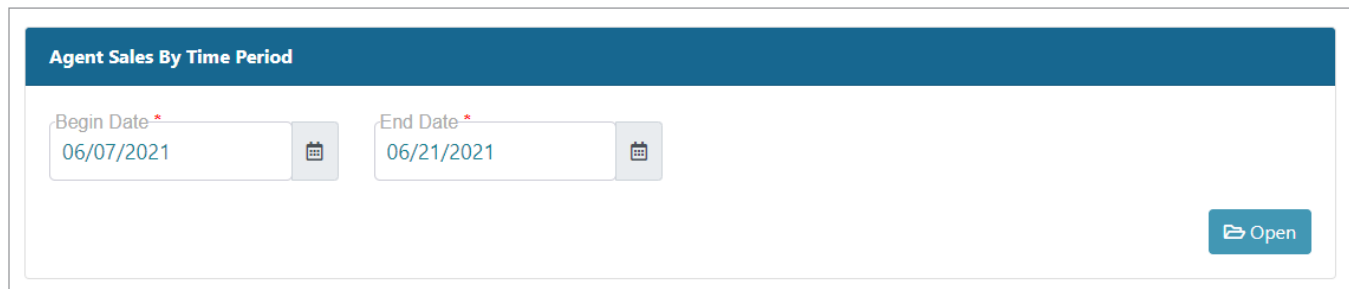 Agent Sales By Time Period
Begin Date * End Date *
06/07/2021 06/21/2021
Open